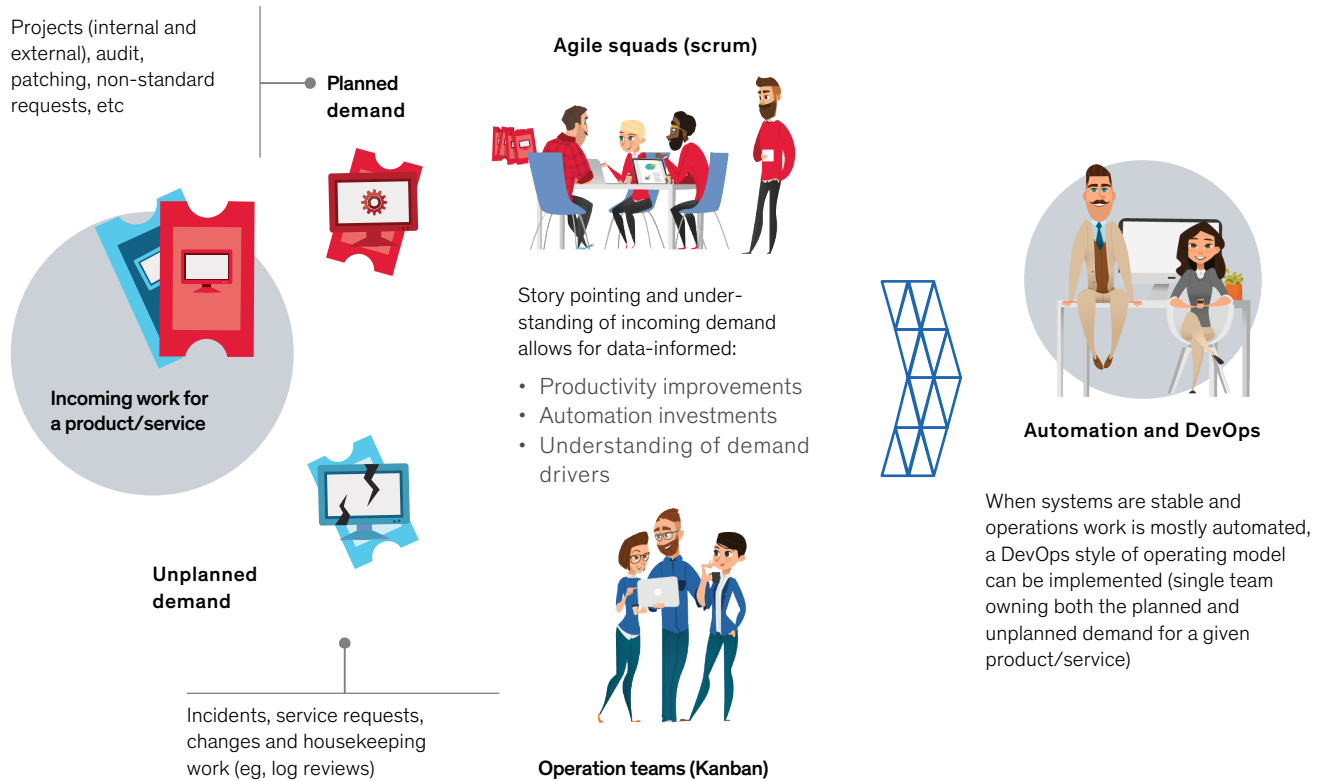 Projects (internal and
external), audit,
patching, non-standard
requests, etc
Planned
demand
Agile squads (scrum)
Incoming work for
a product/service
Story pointing and under-
standing of incoming demand
allows for data-informed:
• Productivity improvements
• Automation investments
• Understanding of demand
drivers
Automation and DevOps
When systems are stable and
operations work is mostly automated,
a DevOps style of operating model
can be implemented (single team
owning both the planned and
unplanned demand for a given
product/service)
Unplanned
demand
Incidents, service requests,
changes and housekeeping
work (eg, log reviews)
Operation teams (Kanban)